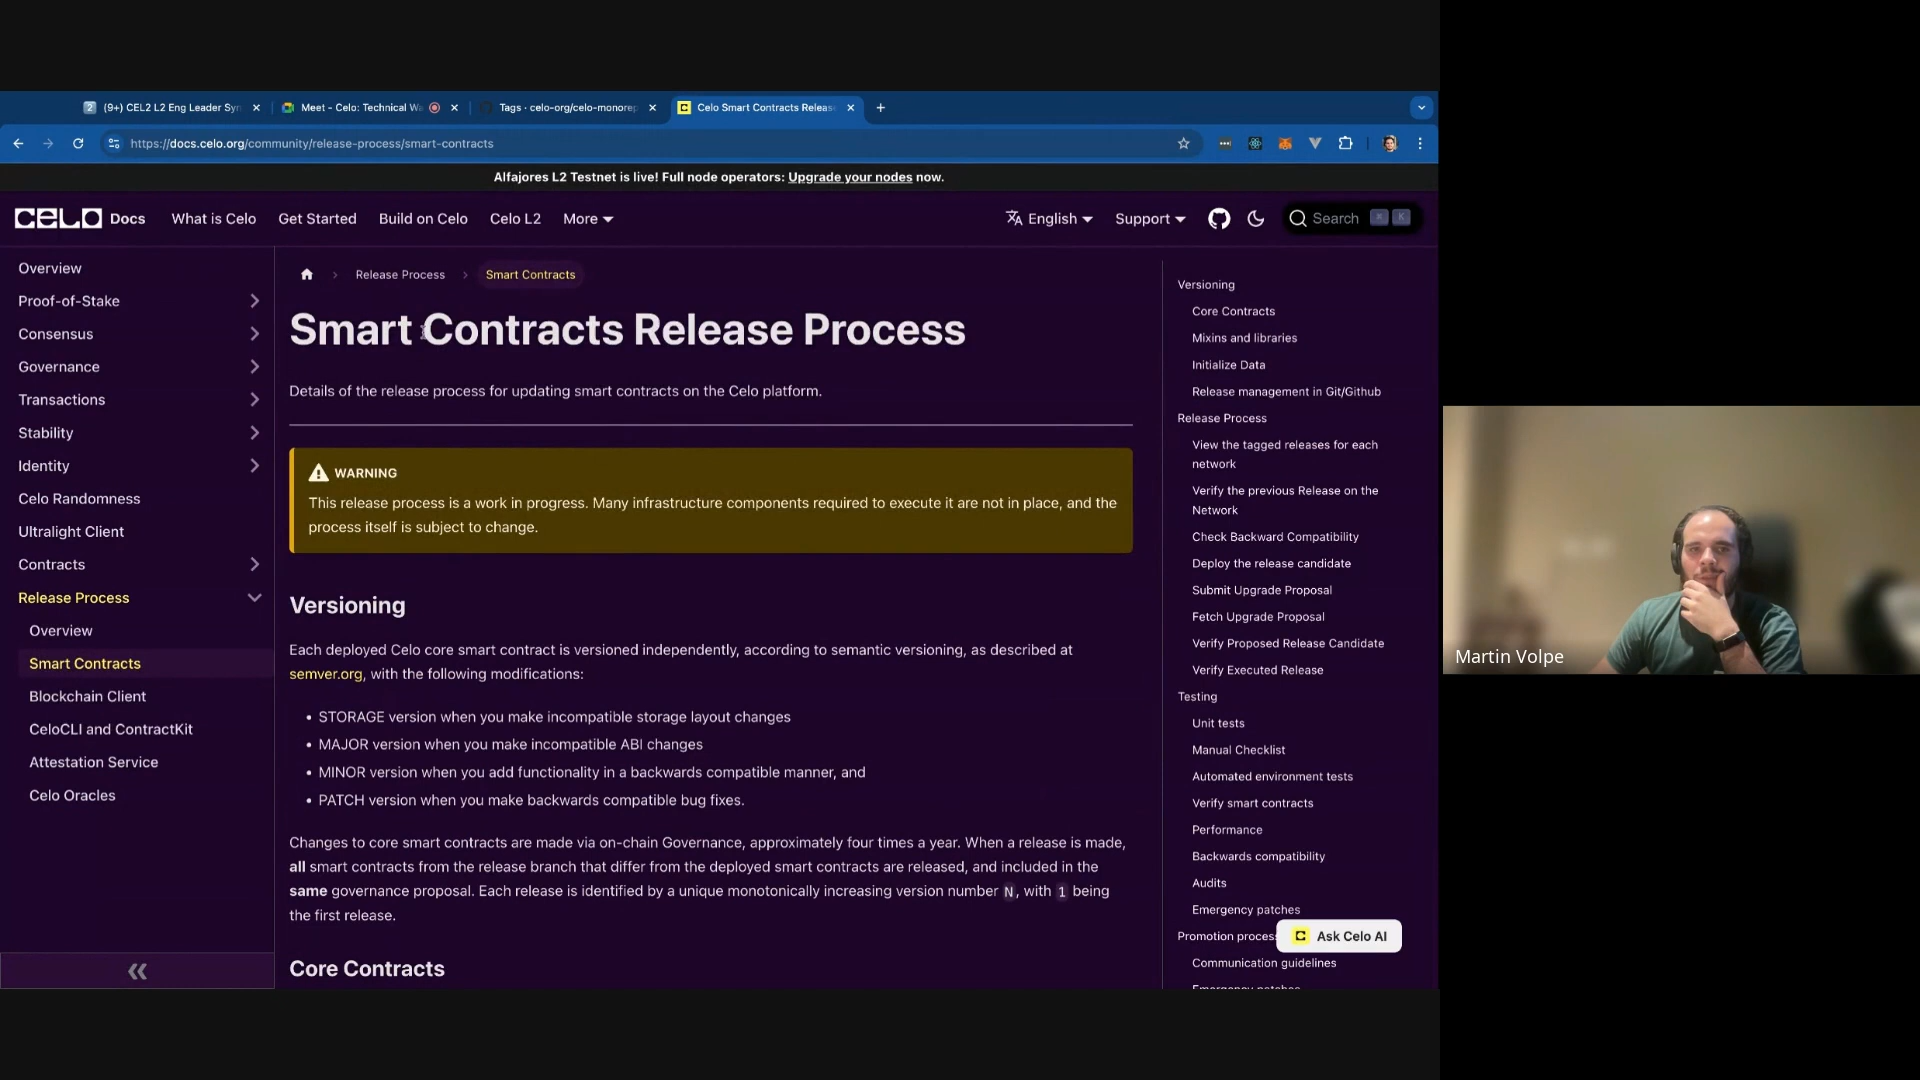 (9+) CEL2 L2 Eng Leader Syn
Meet - Celo: Technical Wa
Tags · celo-org/celo-monorep
Celo Smart Contracts Releas
https://docs.celo.org/community/release-process/smart-contracts
Alfajores L2 Testnet is live! Full node operators: Upgrade your nodes now.
CELO Docs
What is Celo
Get Started
Build on Celo
Celo L2
More
English
Support
Search
K
Overview
Proof-of-Stake
Consensus
Governance
Transactions
Stability
Identity
Celo Randomness
Ultralight Client
Contracts
Release Process
Overview
Smart Contracts
Blockchain Client
CeloCLI and ContractKit
Attestation Service
Celo Oracles
Release Process
Smart Contracts
Smart Contracts Release Process
Details of the release process for updating smart contracts on the Celo platform.
WARNING
This release process is a work in progress. Many infrastructure components required to execute it are not in place, and the
process itself is subject to change.
Versioning
Each deployed Celo core smart contract is versioned independently, according to semantic versioning, as described at
semver.org, with the following modifications:
• STORAGE version when you make incompatible storage layout changes
• MAJOR version when you make incompatible ABI changes
• MINOR version when you add functionality in a backwards compatible manner, and
• PATCH version when you make backwards compatible bug fixes.
Changes to core smart contracts are made via on-chain Governance, approximately four times a year. When a release is made,
all smart contracts from the release branch that differ from the deployed smart contracts are released, and included in the
same governance proposal. Each release is identified by a unique monotonically increasing version number N, with 1 being
the first release.
Core Contracts
Versioning
Core Contracts
Mixins and libraries
Initialize Data
Release management in Git/Github
Release Process
View the tagged releases for each
network
Verify the previous Release on the
Network
Check Backward Compatibility
Deploy the release candidate
Submit Upgrade Proposal
Fetch Upgrade Proposal
Verify Proposed Release Candidate
Verify Executed Release
Testing
Unit tests
Manual Checklist
Automated environment tests
Verify smart contracts
Performance
Backwards compatibility
Audits
Emergency patches
Promotion process
Ask Celo AI
Communication guidelines
Emergency patches
Martin Volpe